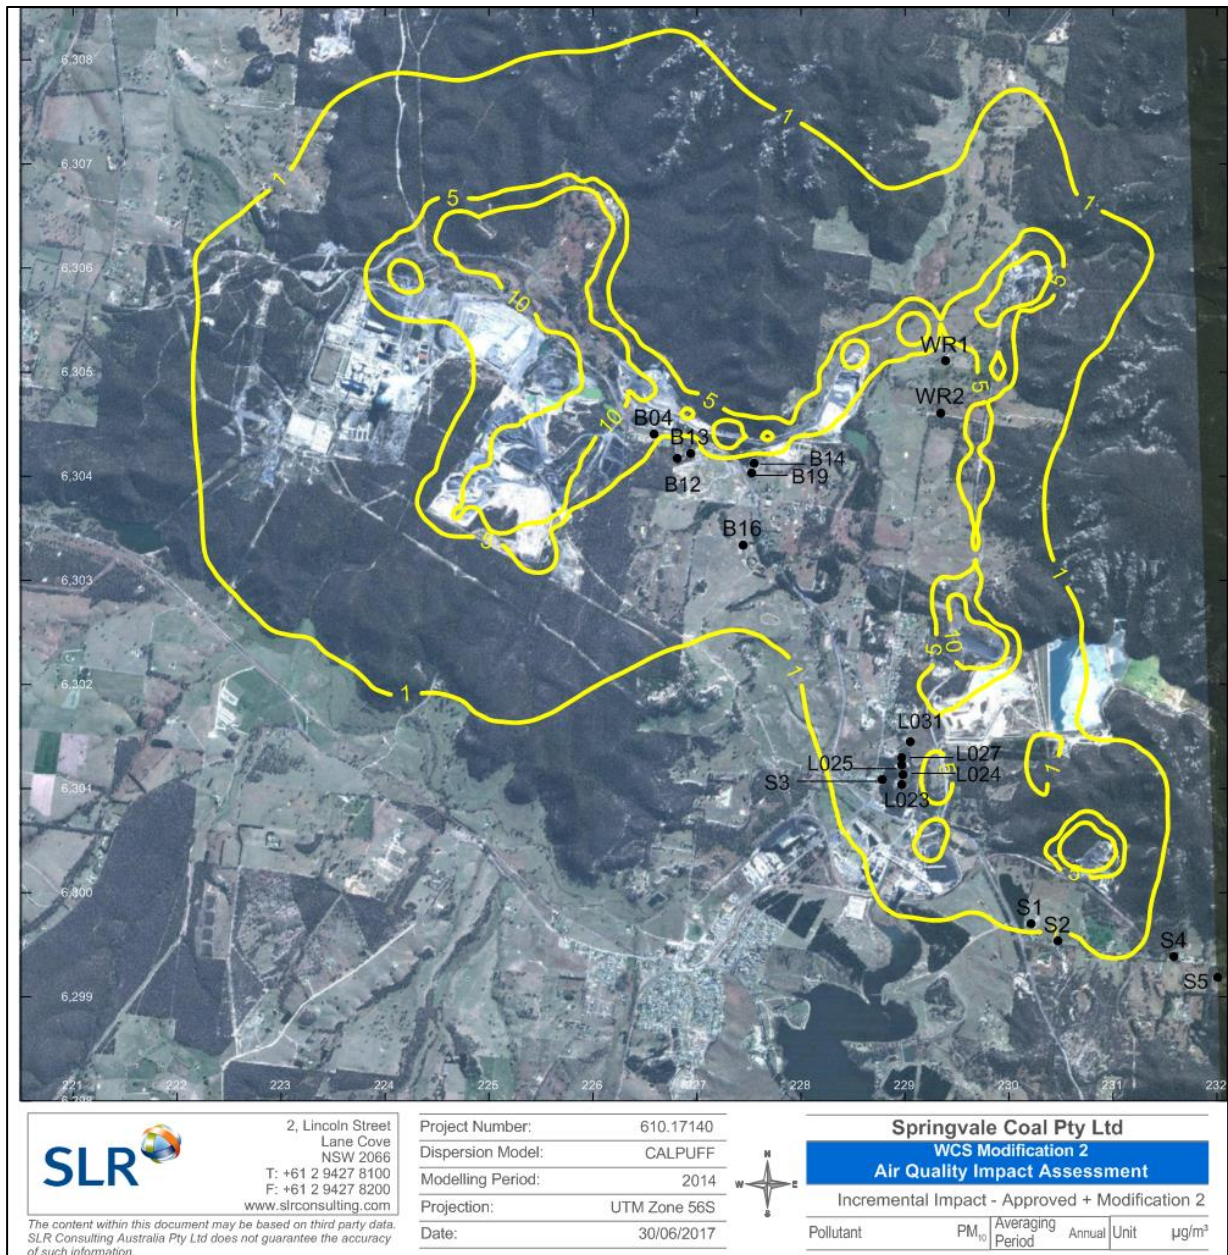 6,308
1
6,307
1
5
1
6,306
10
5
WR1
6,305
5
5
WR2
10
B04
B13
B14
B19
B12
6,304
B16
5
6,303
1
5
10
1
6,302
1
L031
L027
L025
5
L024
1
S3
L023
6,301
5
6,300
S1
S2
S4
S5
6,299
221 222 223 224 225 226 227 228 229 230 231 232
6,298
SLR
2, Lincoln Street
Lane Cove
NSW 2066
T: +61 2 9427 8100
F: +61 2 9427 8200
www.slrconsulting.com
The content within this document may be based on third party data.
SLR Consulting Australia Pty Ltd does not guarantee the accuracy
of such information.
Project Number: 610.17140
Dispersion Model: CALPUFF
Modelling Period: 2014
Projection: UTM Zone 56S
Date: 30/06/2017
N
W E
S
Springvale Coal Pty Ltd
WCS Modification 2
Air Quality Impact Assessment
Incremental Impact - Approved + Modification 2
Pollutant PM₁₀ Averaging Period Annual Unit µg/m³